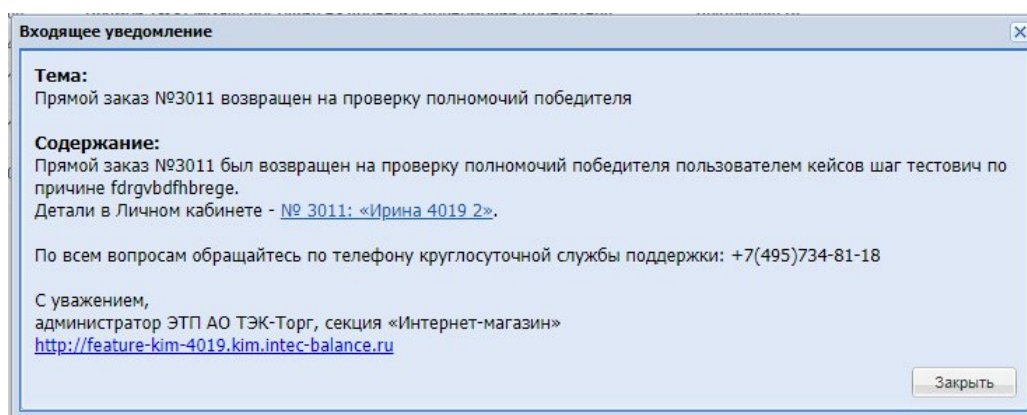 Входящее уведомление
Тема:
Прямой заказ №3011 возвращен на проверку полномочий победителя
Содержание:
Прямой заказ №3011 был возвращен на проверку полномочий победителя пользователем кейсов шаг тестович по
причине fdrgvbdfhbrege.
Детали в Личном кабинете - № 3011: «Ирина 4019 2».
По всем вопросам обращайтесь по телефону круглосуточной службы поддержки: +7(495)734-81-18
С уважением,
администратор ЭТП АО ТЭК-Торг, секция «Интернет-магазин»
http://feature-kim-4019.kim.intec-balance.ru
Закрыть